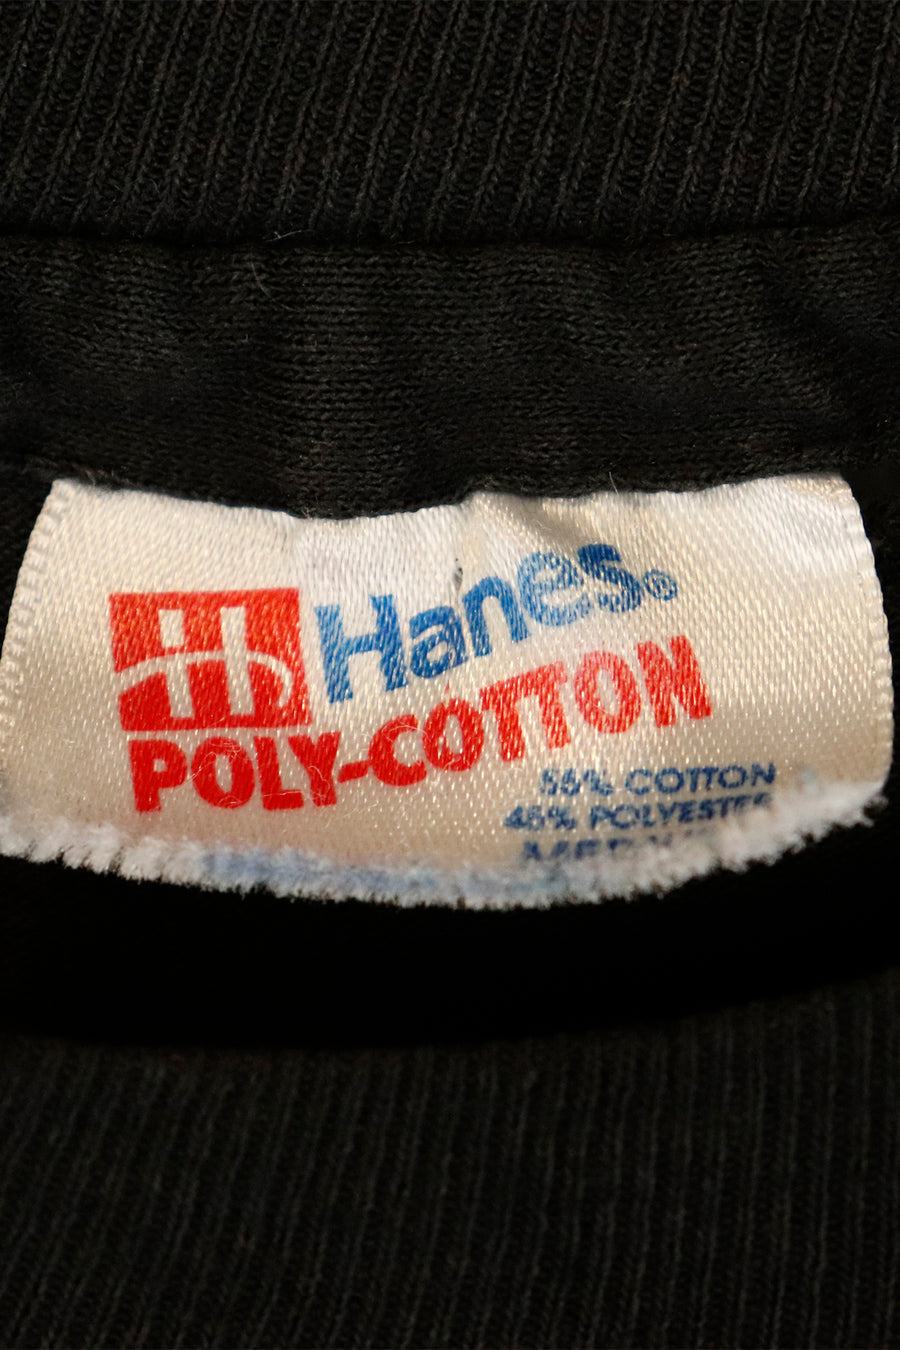 Hanes®
POLY-COTTON
55% COTTON
45% POLYESTER